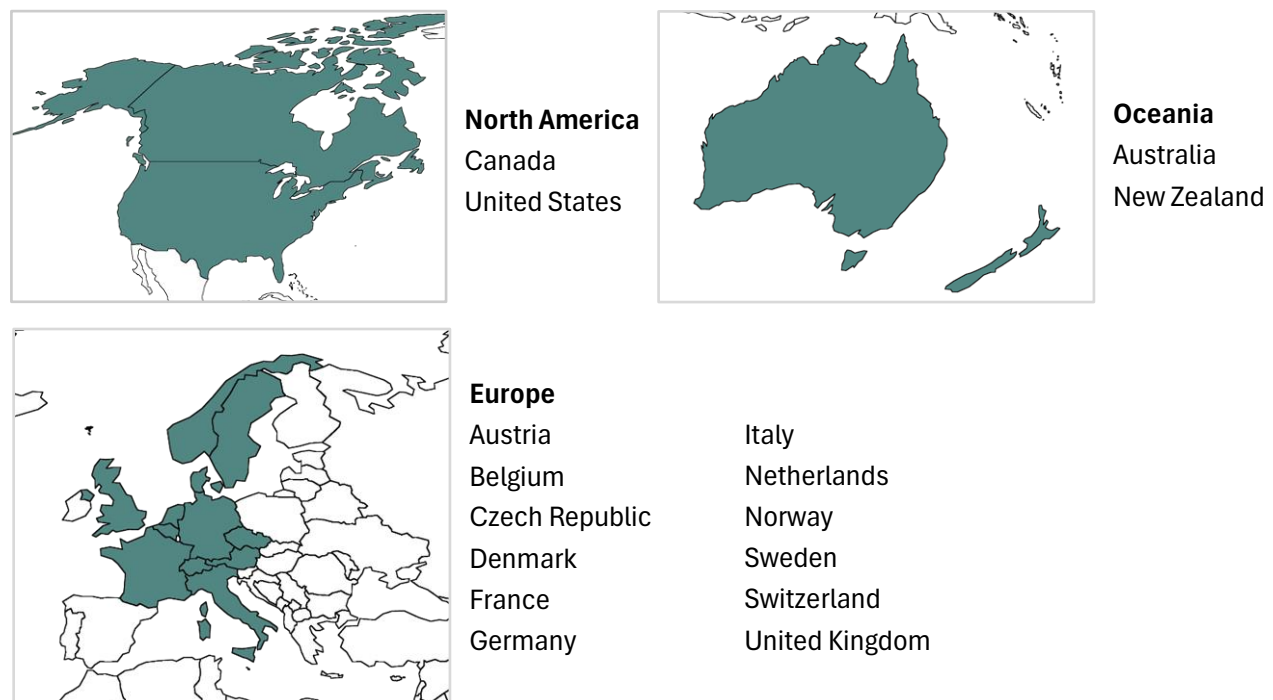 North America
Canada
United States
Oceania
Australia
New Zealand
Europe
Austria
Belgium
Czech Republic
Denmark
France
Germany
Italy
Netherlands
Norway
Sweden
Switzerland
United Kingdom